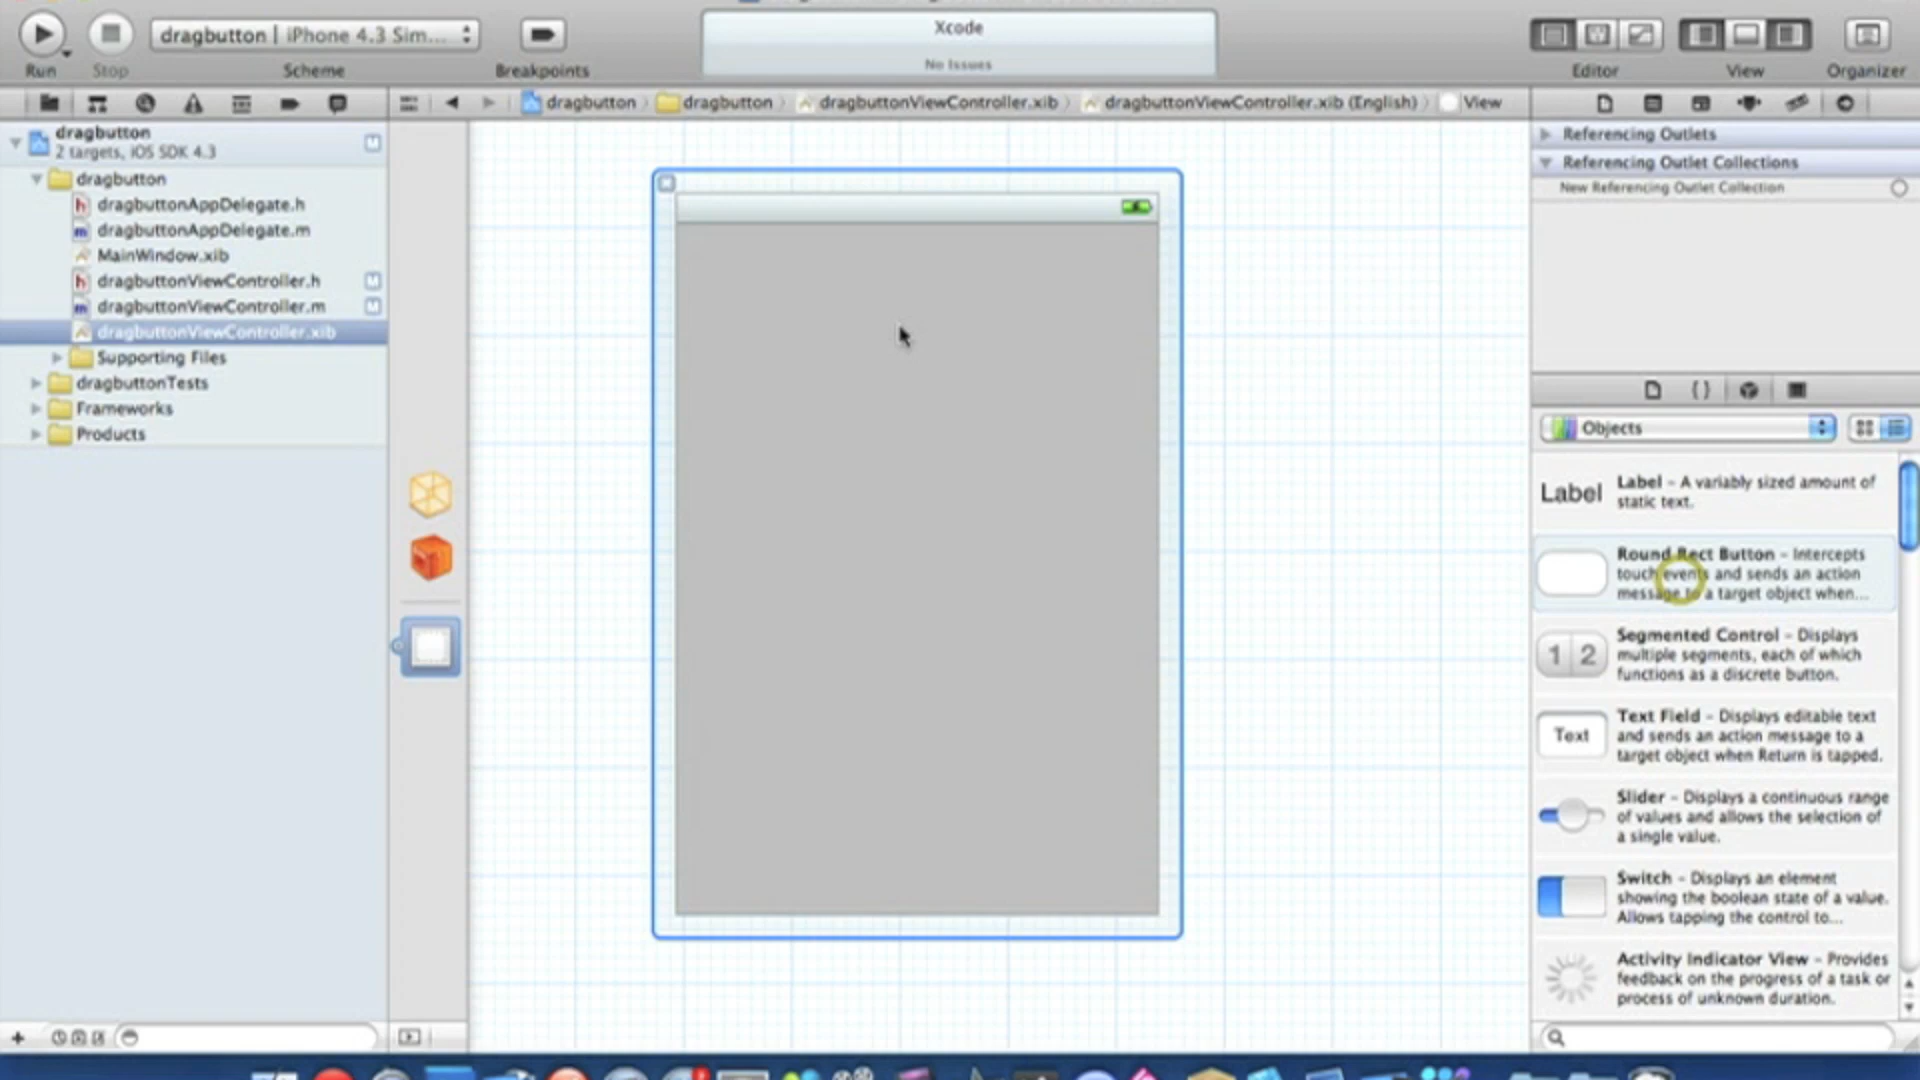 dragbutton | iPhone 4.3 Sim...
Run
Stop
Scheme
Breakpoints
Xcode
No Issues
Editor
View
Organizer
dragbutton
dragbutton
dragbuttonViewController.xib
dragbuttonViewController.xib (English)
View
dragbutton
2 targets, iOS SDK 4.3
M
dragbutton
h dragbuttonAppDelegate.h
m dragbuttonAppDelegate.m
MainWindow.xib
h dragbuttonViewController.h M
m dragbuttonViewController.m M
dragbuttonViewController.xib
Supporting Files
dragbuttonTests
Frameworks
Products
Referencing Outlets
Referencing Outlet Collections
New Referencing Outlet Collection
{ }
Objects
Label
Label – A variably sized amount of
static text.
Round Rect Button – Intercepts
touch events and sends an action
message to a target object when...
1 2
Segmented Control – Displays
multiple segments, each of which
functions as a discrete button.
Text
Text Field – Displays editable text
and sends an action message to a
target object when Return is tapped.
Slider – Displays a continuous range
of values and allows the selection of
a single value.
Switch – Displays an element
showing the boolean state of a value.
Allows tapping the control to...
Activity Indicator View – Provides
feedback on the progress of a task or
process of unknown duration.